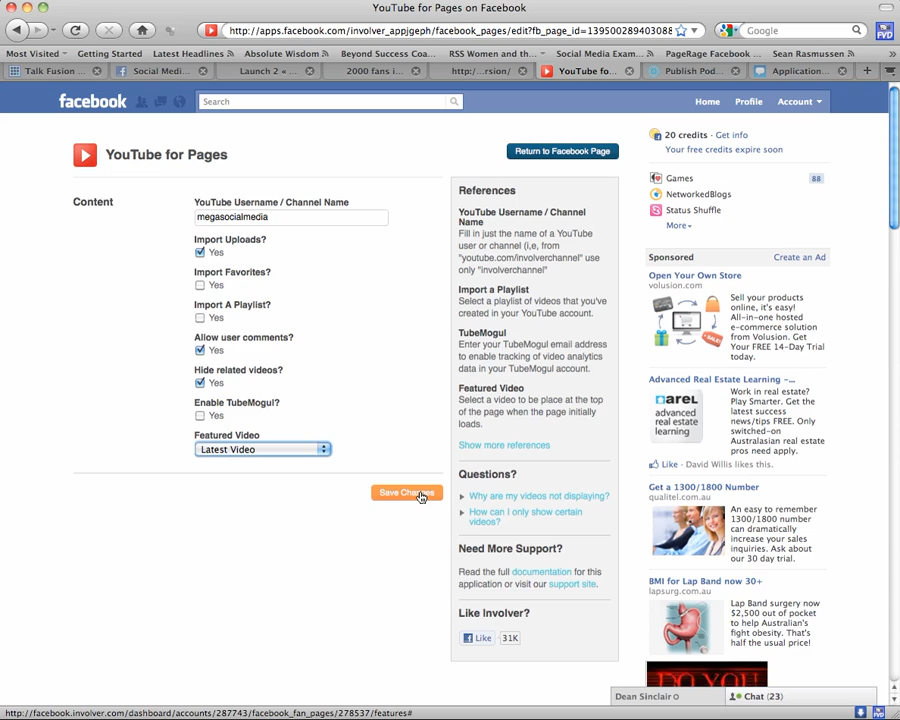 YouTube for Pages on Facebook
http://apps.facebook.com/involver_appjgeph/facebook_pages/edit?fb_page_id=139500289403088
Google
Most Visited
Getting Started
Latest Headlines
Absolute Wisdom
Beyond Success Coa...
RSS Women and th...
Social Media Exam...
PageRage Facebook ...
Sean Rasmussen
Talk Fusion ...
Social Medi...
Launch 2 = ...
2000 fans i...
http:/...rsion/
YouTube fo...
Publish Pod...
Application...
FVD
facebook
Search
Home
Profile
Account
YouTube for Pages
Return to Facebook Page
Content
YouTube Username / Channel Name
megasocialmedia
Import Uploads?
Yes
Import Favorites?
Yes
Import A Playlist?
Yes
Allow user comments?
Yes
Hide related videos?
Yes
Enable TubeMogul?
Yes
Featured Video
Latest Video
Save Changes
References
YouTube Username / Channel
Name
Fill in just the name of a YouTube
user or channel (i,e, from
"youtube.com/involverchannel" use
only "involverchannel"
Import a Playlist
Select a playlist of videos that you've
created in your YouTube account.
TubeMogul
Enter your TubeMogul email address
to enable tracking of video analytics
data in your TubeMogul account.
Featured Video
Select a video to be place at the top
of the page when the page initially
loads.
Show more references
Questions?
Why are my videos not displaying?
How can I only show certain
videos?
Need More Support?
Read the full documentation for this
application or visit our support site.
Like Involver?
Like
31K
20 credits · Get info
Your free credits expire soon
Games
88
NetworkedBlogs
Status Shuffle
More
Sponsored
Create an Ad
Open Your Own Store
volusion.com
Sell your products
online, it's easy!
All-in-one hosted
e-commerce solution
from Volusion. Get
Your FREE 14-Day Trial
today.
Advanced Real Estate Learning -...
arel
advanced
real estate
learning
Work in real estate?
Play Smarter. Get the
latest success
news/tips FREE. Only
switched-on
Australasian real estate
pros need apply.
Like · David Willis likes this.
Get a 1300/1800 Number
qualitel.com.au
An easy to remember
1300/1800 number
can dramatically
increase your sales
inquiries. Ask about
our 30 day trial.
BMI for Lap Band now 30+
lapsurg.com.au
Lap Band surgery now
$2,500 out of pocket
to help Australian's
fight obesity. That's
half the usual price!
DO YOU
Dean Sinclair
Chat (23)
http://facebook.involver.com/dashboard/accounts/287743/facebook_fan_pages/278537/features#
FVD